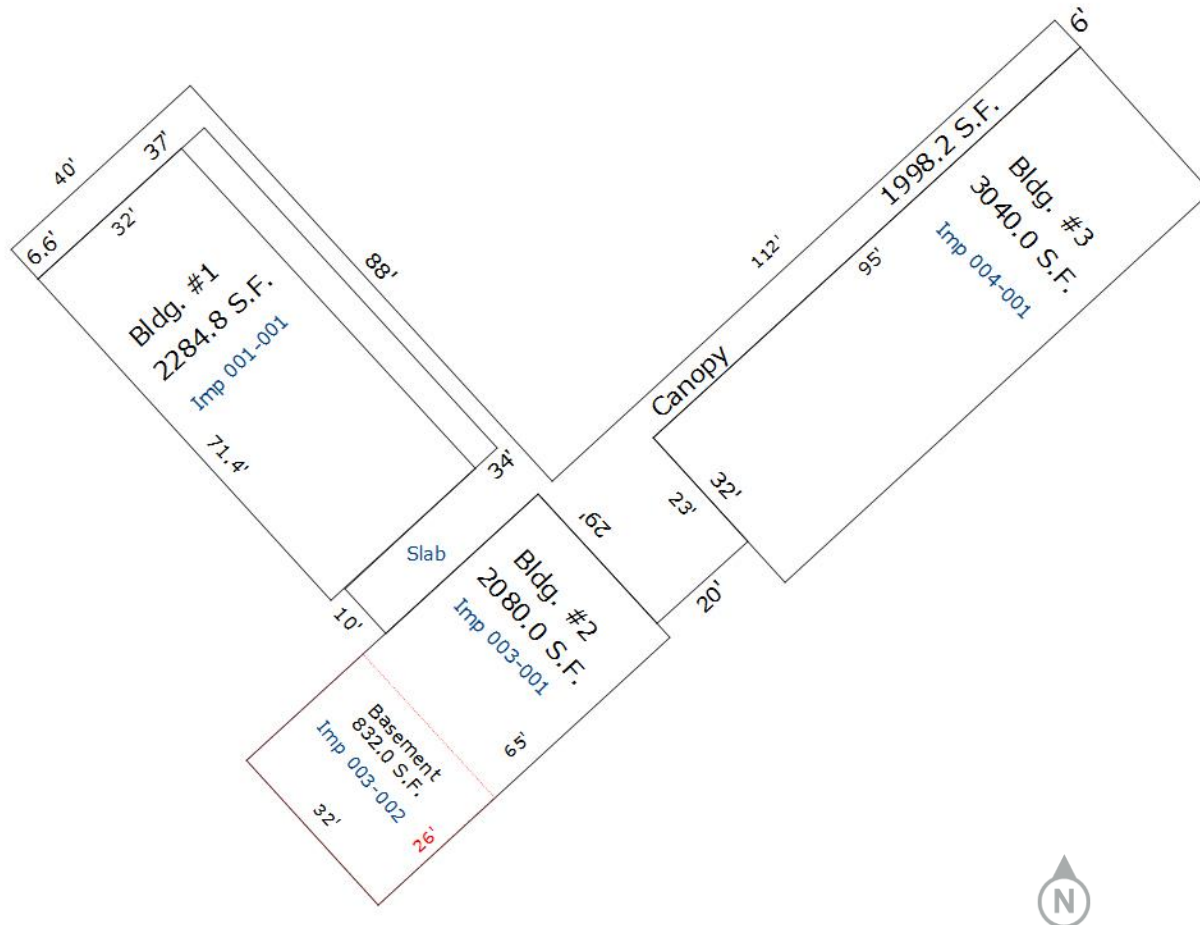 40'
37'
6.6'
32'
Bldg. #1
2284.8 S.F.
Imp 001-001
71.4'
88'
34'
Slab
10'
6'
1998.2 S.F.
112'
95'
Canopy
Bldg. #3
3040.0 S.F.
Imp 004-001
32'
23'
29'
20'
Bldg. #2
2080.0 S.F.
Imp 003-001
65'
Basement
832.0 S.F.
Imp 003-002
32'
26'
N